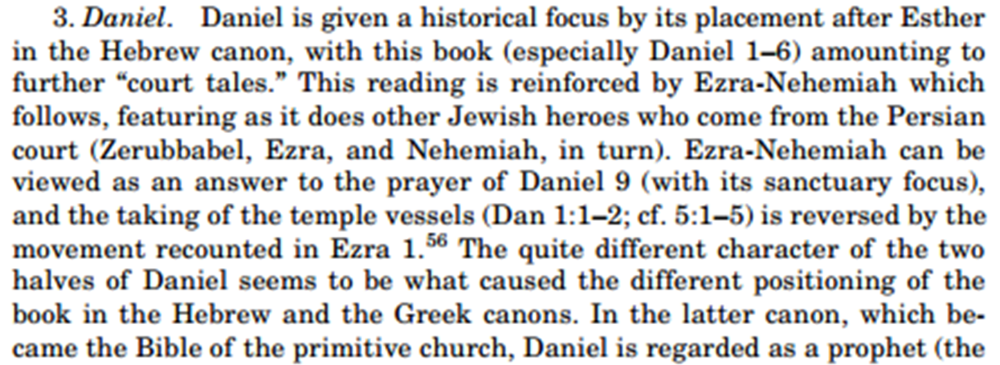 3. Daniel. Daniel is given a historical focus by its placement after Esther
in the Hebrew canon, with this book (especially Daniel 1–6) amounting to
further “court tales.” This reading is reinforced by Ezra-Nehemiah which
follows, featuring as it does other Jewish heroes who come from the Persian
court (Zerubbabel, Ezra, and Nehemiah, in turn). Ezra-Nehemiah can be
viewed as an answer to the prayer of Daniel 9 (with its sanctuary focus),
and the taking of the temple vessels (Dan 1:1–2; cf. 5:1–5) is reversed by the
movement recounted in Ezra 1.56 The quite different character of the two
halves of Daniel seems to be what caused the different positioning of the
book in the Hebrew and the Greek canons. In the latter canon, which be-
came the Bible of the primitive church, Daniel is regarded as a prophet (the